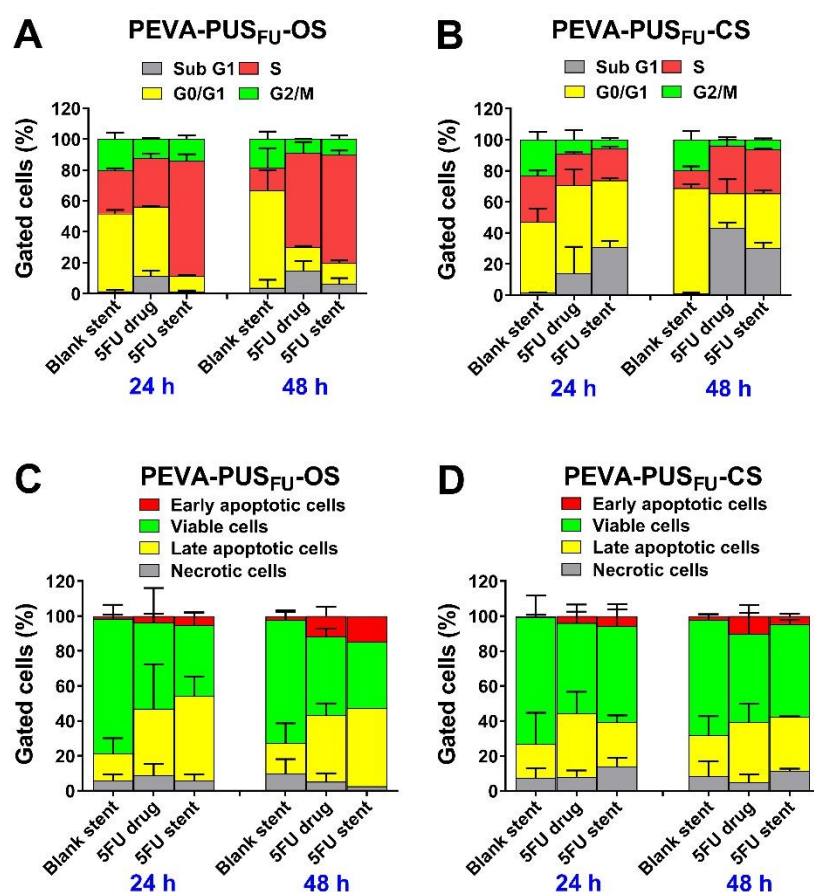 A
PEVA-PUSFU-OS
Sub G1 S
G0/G1 G2/M
Gated cells (%)
120
100
80
60
40
20
0
Blank stent
5FU drug
5FU stent
Blank stent
5FU drug
5FU stent
24 h
48 h
B
PEVA-PUSFU-CS
Sub G1 S
G0/G1 G2/M
Gated cells (%)
120
100
80
60
40
20
0
Blank stent
5FU drug
5FU stent
Blank stent
5FU drug
5FU stent
24 h
48 h
C
PEVA-PUSFU-OS
Early apoptotic cells
Viable cells
Late apoptotic cells
Necrotic cells
Gated cells (%)
120
100
80
60
40
20
0
Blank stent
5FU drug
5FU stent
Blank stent
5FU drug
5FU stent
24 h
48 h
D
PEVA-PUSFU-CS
Early apoptotic cells
Viable cells
Late apoptotic cells
Necrotic cells
Gated cells (%)
120
100
80
60
40
20
0
Blank stent
5FU drug
5FU stent
Blank stent
5FU drug
5FU stent
24 h
48 h